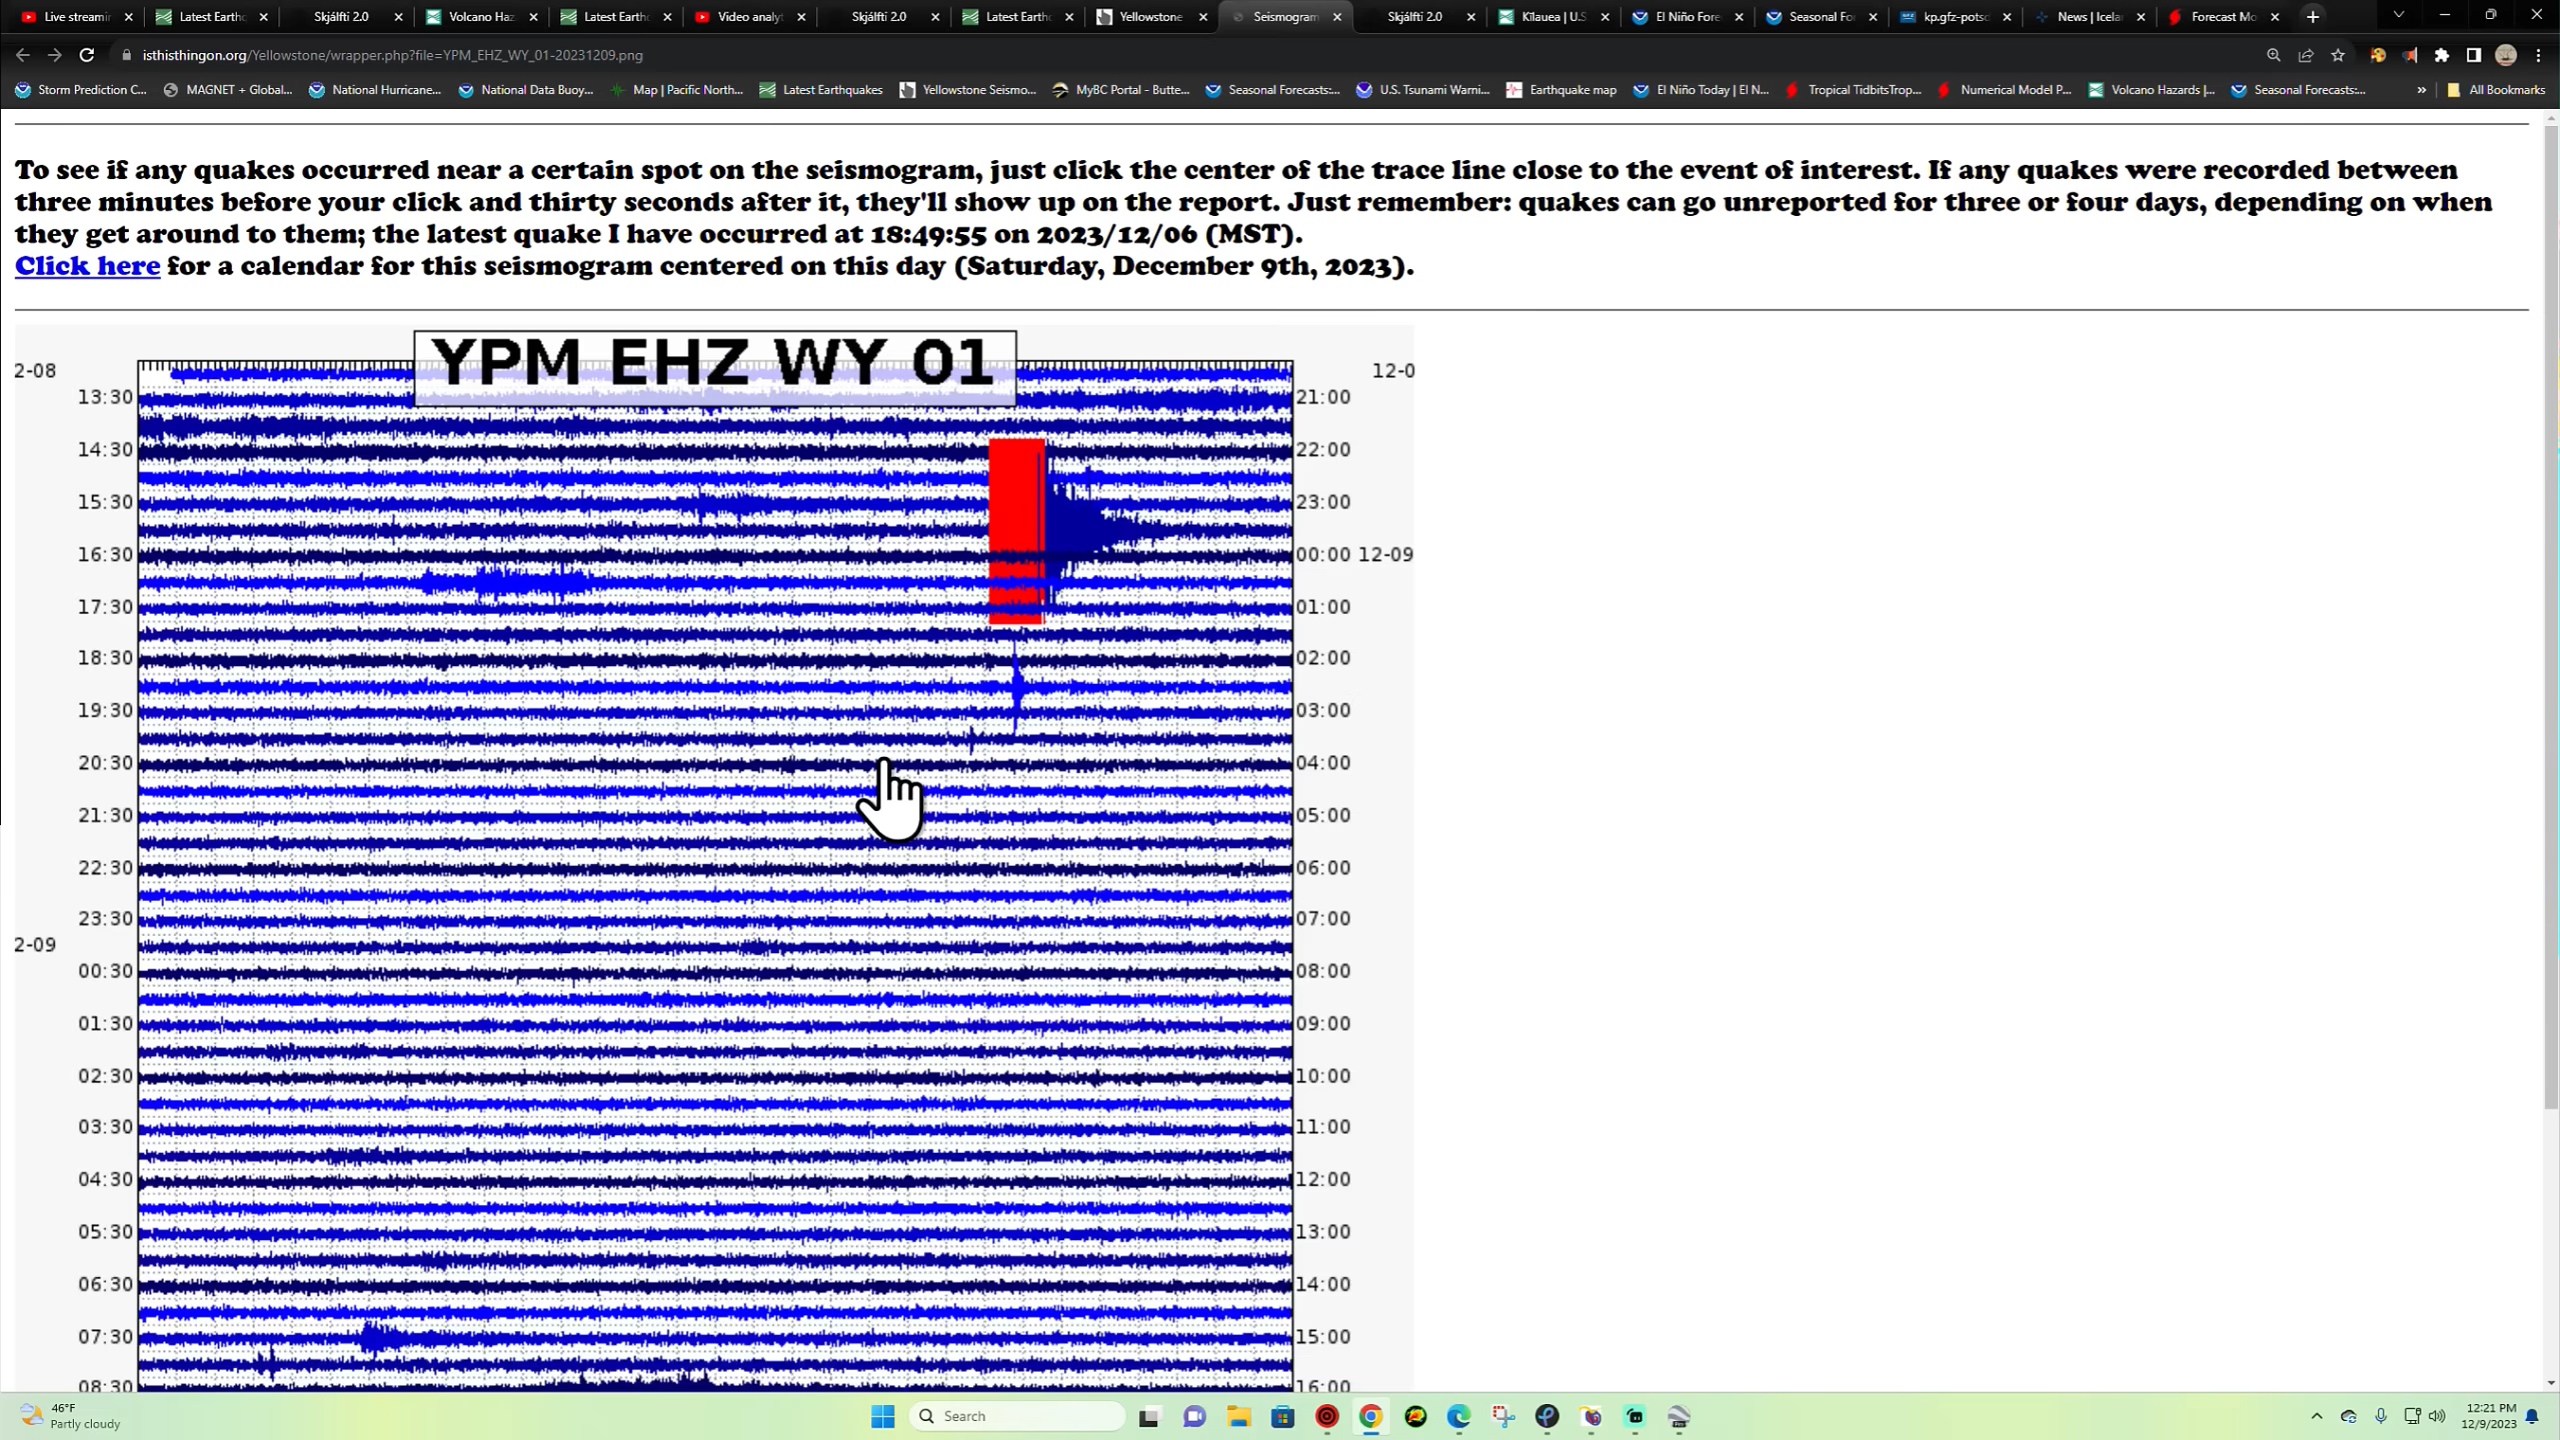 Live streamin
Latest Earthq
Skjálfti 2.0
Volcano Haz
Latest Earthq
Video analyt
Skjálfti 2.0
Latest Earthq
Yellowstone
Seismogram
Skjálfti 2.0
Kīlauea | U.S
El Niño Fore
Seasonal Fo
kp.gfz-potsd
News | Icela
Forecast Mo
isthisthingon.org/Yellowstone/wrapper.php?file=YPM_EHZ_WY_01-20231209.png
Storm Prediction C...
MAGNET + Global...
National Hurricane...
National Data Buoy...
Map | Pacific North...
Latest Earthquakes
Yellowstone Seismo...
MyBC Portal - Butte...
Seasonal Forecasts:...
U.S. Tsunami Warni...
Earthquake map
El Niño Today | El N...
Tropical TidbitsTrop...
Numerical Model P...
Volcano Hazards |...
Seasonal Forecasts:...
»
All Bookmarks
To see if any quakes occurred near a certain spot on the seismogram, just click the center of the trace line close to the event of interest. If any quakes were recorded between
three minutes before your click and thirty seconds after it, they'll show up on the report. Just remember: quakes can go unreported for three or four days, depending on when
they get around to them; the latest quake I have occurred at 18:49:55 on 2023/12/06 (MST).
Click here for a calendar for this seismogram centered on this day (Saturday, December 9th, 2023).
YPM EHZ WY 01
2-08
12-0
13:30
21:00
14:30
22:00
15:30
23:00
16:30
00:00 12-09
17:30
01:00
18:30
02:00
19:30
03:00
20:30
04:00
21:30
05:00
22:30
06:00
23:30
07:00
2-09
00:30
08:00
01:30
09:00
02:30
10:00
03:30
11:00
04:30
12:00
05:30
13:00
06:30
14:00
07:30
15:00
08:30
16:00
46°F
Partly cloudy
Search
12:21 PM
12/9/2023